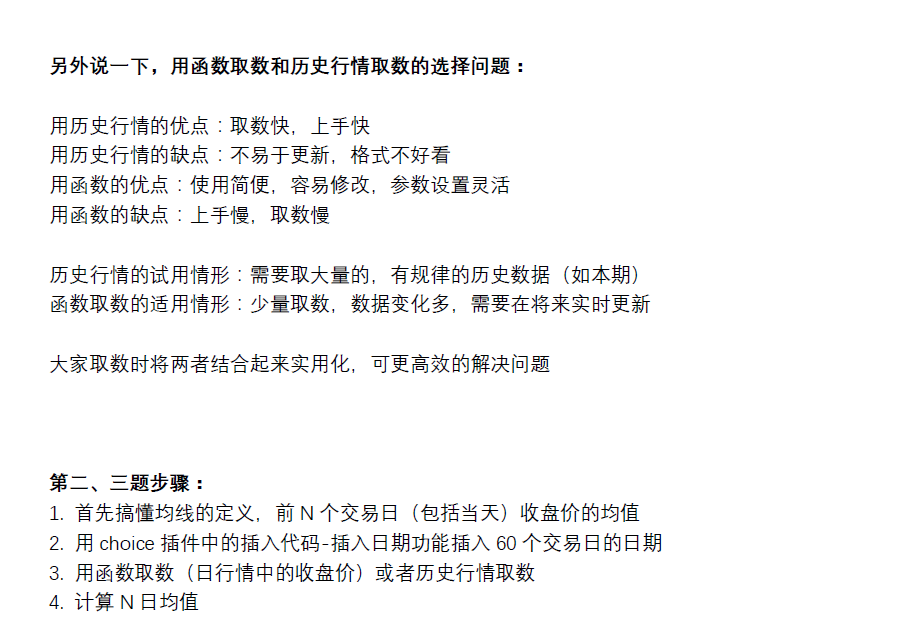 另外说一下，用函数取数和历史行情取数的选择问题：
用历史行情的优点：取数快，上手快
用历史行情的缺点：不易于更新，格式不好看
用函数的优点：使用简便，容易修改，参数设置灵活
用函数的缺点：上手慢，取数慢
历史行情的试用情形：需要取大量的，有规律的历史数据（如本期）
函数取数的适用情形：少量取数，数据变化多，需要在将来实时更新
大家取数时将两者结合起来实用化，可更高效的解决问题
第二、三题步骤：
1. 首先搞懂均线的定义，前 N 个交易日（包括当天）收盘价的均值
2. 用 choice 插件中的插入代码-插入日期功能插入 60 个交易日的日期
3. 用函数取数（日行情中的收盘价）或者历史行情取数
4. 计算 N 日均值